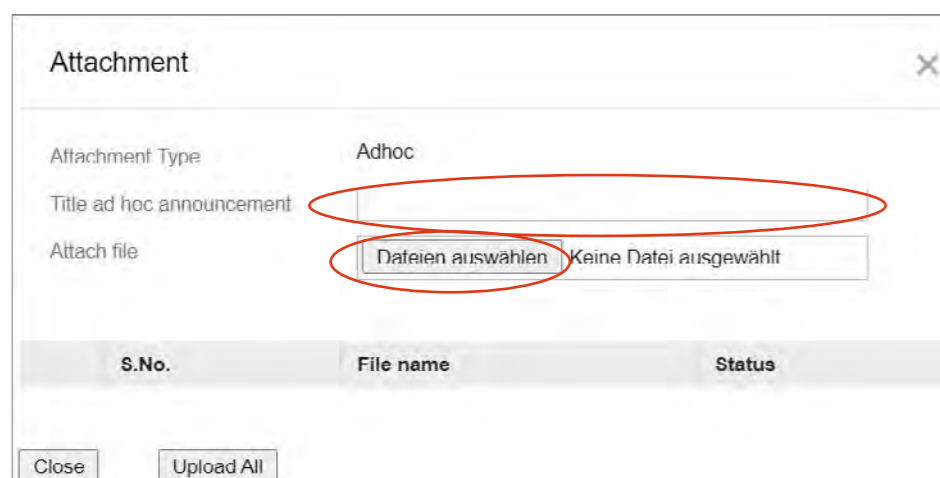 Attachment
Attachment Type Adhoc
Title ad hoc announcement
Attach file Dateien auswählen Keine Datei ausgewählt
S.No. File name Status
Close Upload All